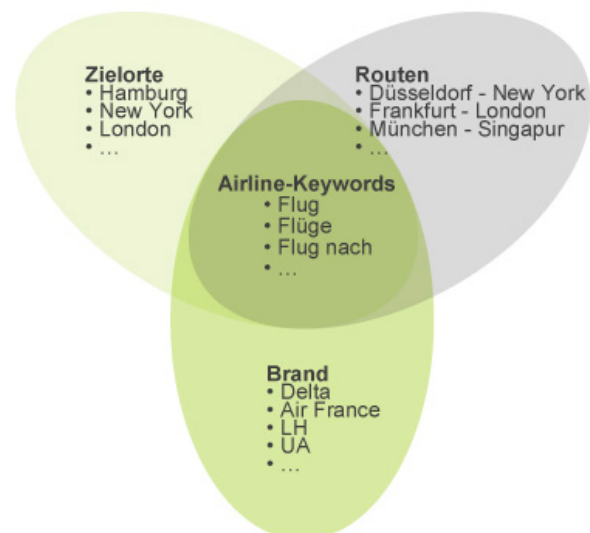 Zielorte
• Hamburg
• New York
• London
• ...
Routen
• Düsseldorf - New York
• Frankfurt - London
• München - Singapur
• ...
Airline-Keywords
• Flug
• Flüge
• Flug nach
• ...
Brand
• Delta
• Air France
• LH
• UA
• ...